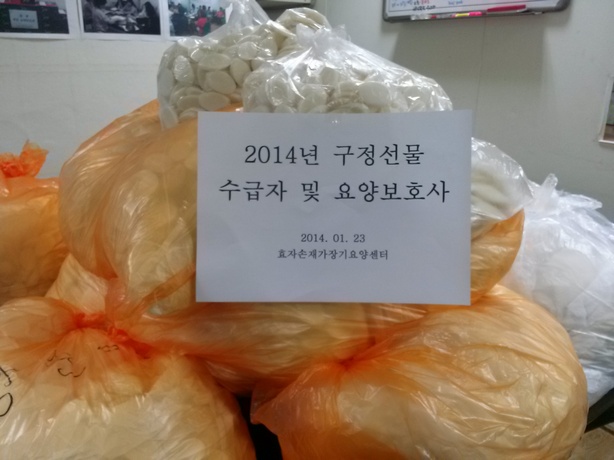 2014년 구정선물
수급자 및 요양보호사
2014. 01. 23
효자손재가장기요양센터